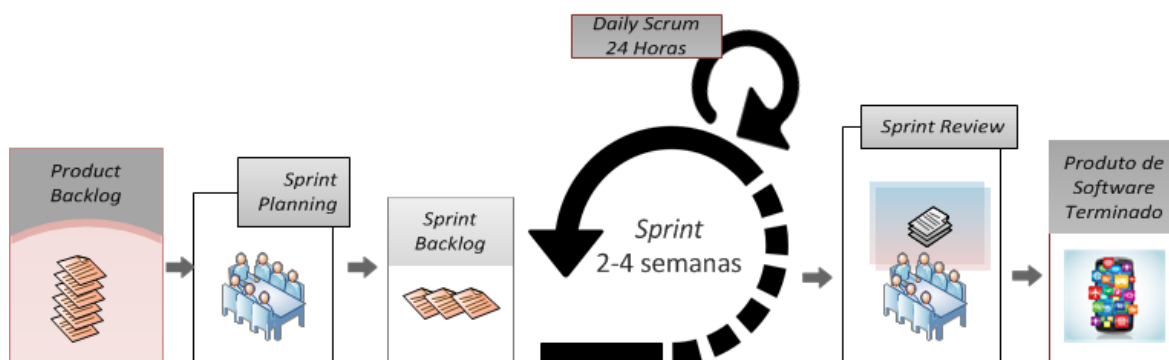 Product
Backlog
Sprint
Planning
Sprint
Backlog
Daily Scrum
24 Horas
Sprint
2-4 semanas
Sprint Review
Produto de
Software
Terminado